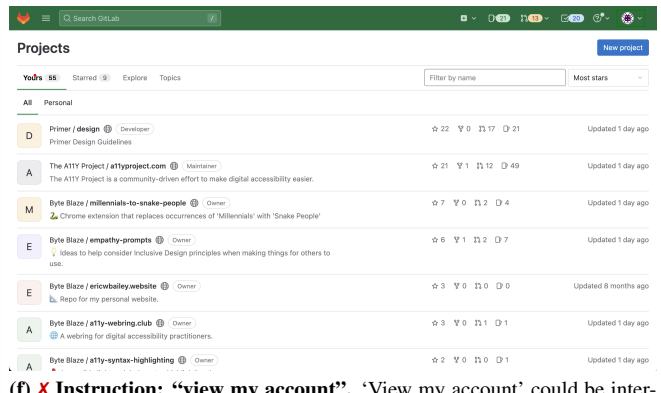 Search GitLab /
21 13 20
Projects
New project
Yours 55 Starred 9 Explore Topics
Filter by name
Most stars
All Personal
D
Primer / design Developer
22 0 17 21
Updated 1 day ago
Primer Design Guidelines
A
The A11Y Project / a11yproject.com Maintainer
21 1 12 49
Updated 1 day ago
The A11Y Project is a community-driven effort to make digital accessibility easier.
M
Byte Blaze / millennials-to-snake-people Owner
7 0 2 4
Updated 1 day ago
Chrome extension that replaces occurrences of 'Millennials' with 'Snake People'
E
Byte Blaze / empathy-prompts Owner
6 1 2 7
Updated 1 day ago
Ideas to help consider Inclusive Design principles when making things for others to
use.
E
Byte Blaze / ericwbailey.website Owner
3 0 0 0
Updated 8 months ago
Repo for my personal website.
A
Byte Blaze / a11y-webring.club Owner
3 0 1 1
Updated 1 day ago
A webring for digital accessibility practitioners.
A
Byte Blaze / a11y-syntax-highlighting Owner
2 0 0 1
Updated 1 day ago
(f) ✗ Instruction: “view my account”. ‘View my account’ could be inter-